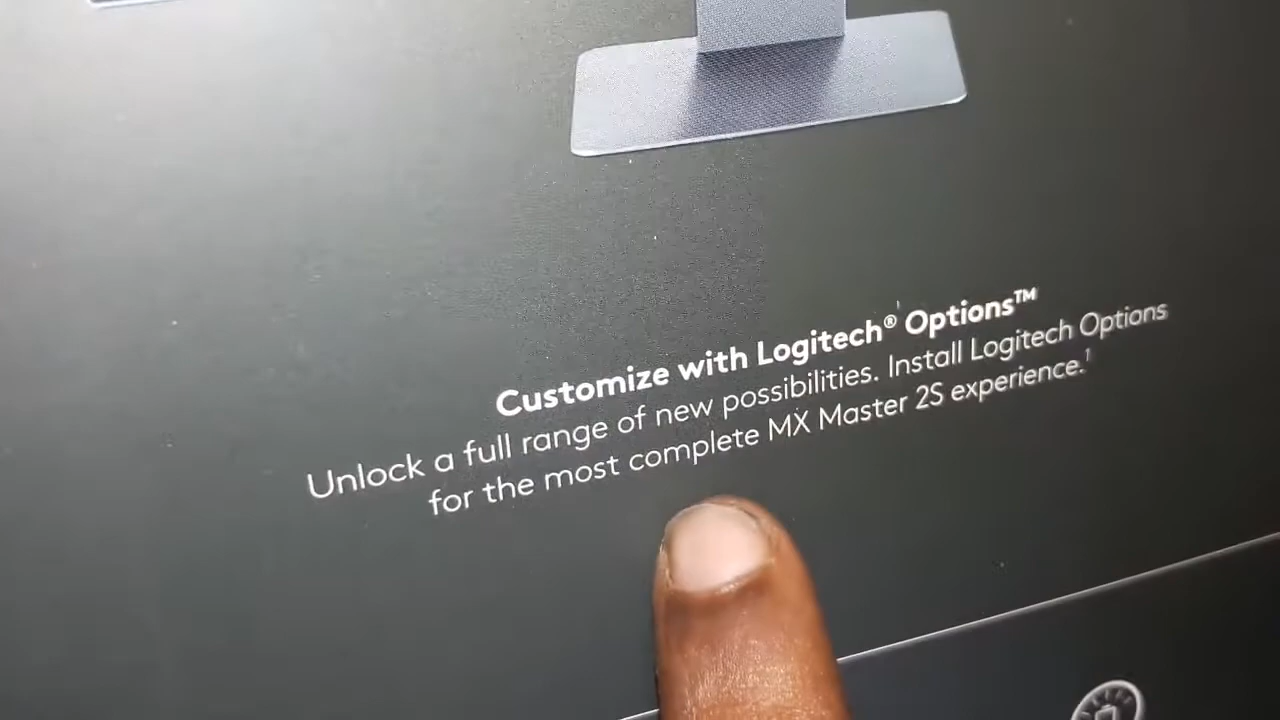 Customize with Logitech® Options™
Unlock a full range of new possibilities. Install Logitech Options
for the most complete MX Master 2S experience.¹